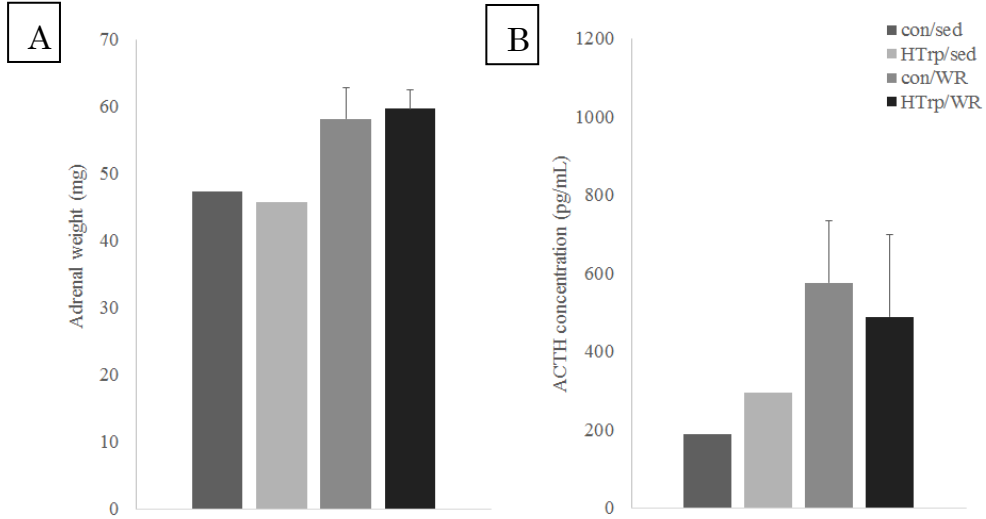 A
Adrenal weight (mg)
70
60
50
40
30
20
10
0
B
ACTH concentration (pg/mL)
1200
1000
800
600
400
200
0
con/sed
HTrp/sed
con/WR
HTrp/WR